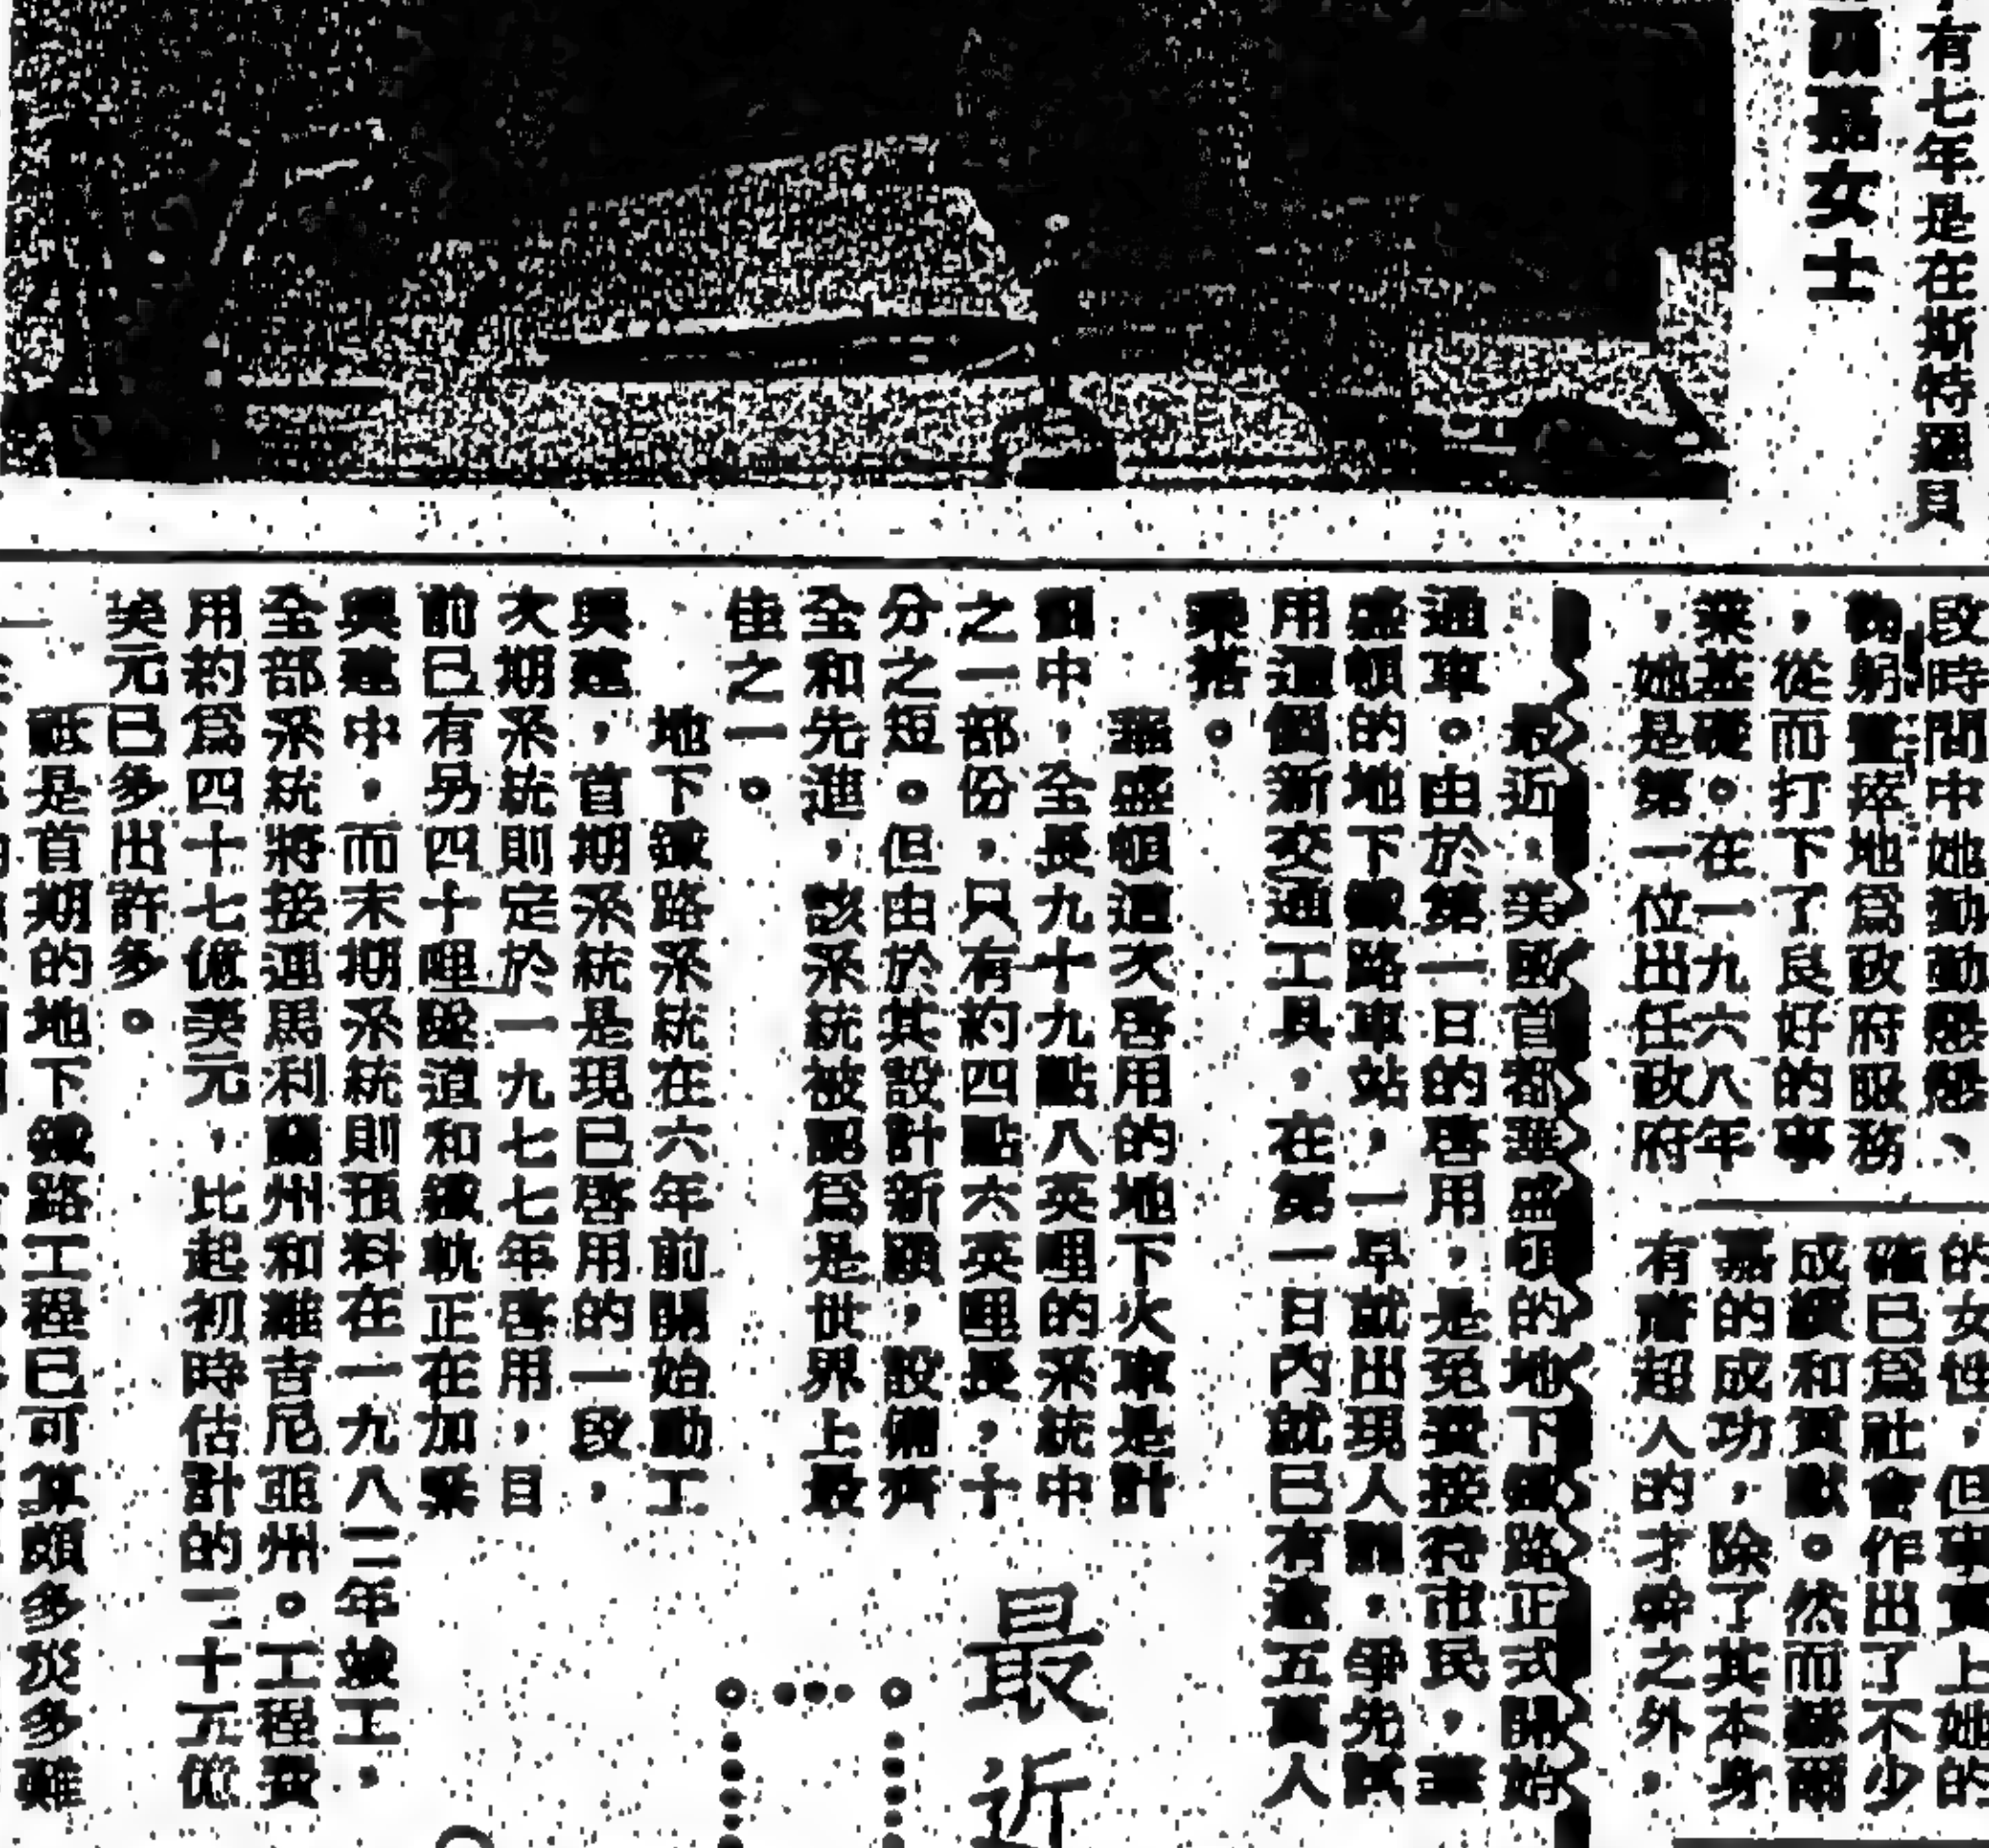 有七年是在斯特羅貝
爾嘉女士
段時間中她勤勤懇懇、
鞠躬盡瘁地爲政府服務
，從而打下了良好的事
業基礎。在一九六八年
，她是第一位出任政府
的女性，但事實上她的
確已爲社會作出了不少
成績和貢獻。然而蘇爾
嘉的成功，除了其本身
有着超人的才幹之外，
最近，美國首都華盛頓的地下鐵路正式開始
通車。由於第一日的啓用，是免費接待市民，華
盛頓的地下鐵路車站，一早就出現人潮，爭先試
用這個新交通工具，在第一日內就已有逾五萬人
乘搭。
華盛頓這次啓用的地下火車是計
劃中，全長九十九點八英哩的系統中
之一部份，只有約四點六英哩長，十
分之短。但由於其設計新穎，設備齊
全和先進，該系統被認爲是世界上最
佳之一。
地下鐵路系統在六年前開始動工
興建，首期系統是現已啓用的一段，
次期系統則定於一九七七年啓用，目
前已有另四十哩隧道和鐵軌正在加緊
興建中，而末期系統則預料在一九八二年竣工，
全部系統將接連馬利蘭州和維吉尼亞州。工程費
用約爲四十七億美元，比起初時估計的二十五億
美元已多出許多。
祗是首期的地下鐵路工程已可算頗多災多難
最近